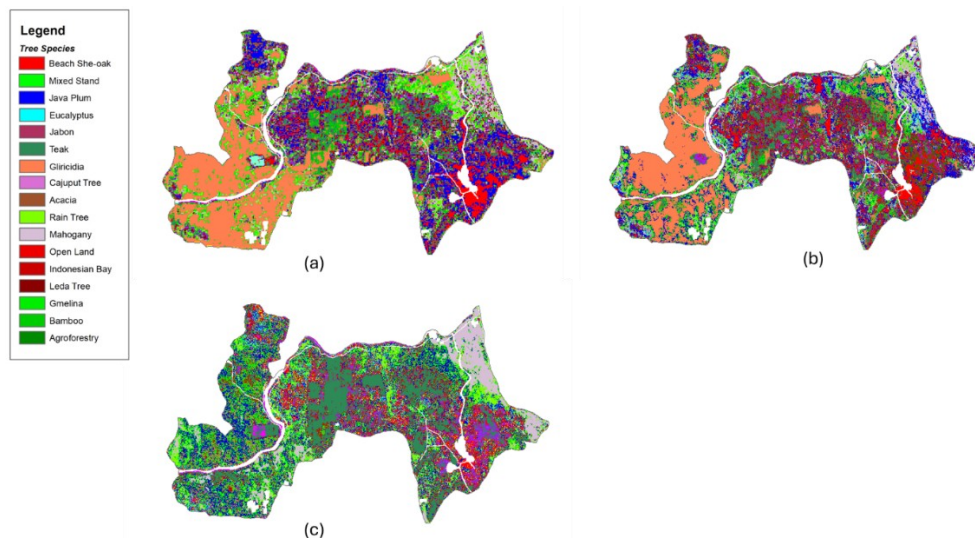 Legend
Tree Species
Beach She-oak
Mixed Stand
Java Plum
Eucalyptus
Jabon
Teak
Gliricidia
Cajuput Tree
Acacia
Rain Tree
Mahogany
Open Land
Indonesian Bay
Leda Tree
Gmelina
Bamboo
Agroforestry
(a)
(b)
(c)